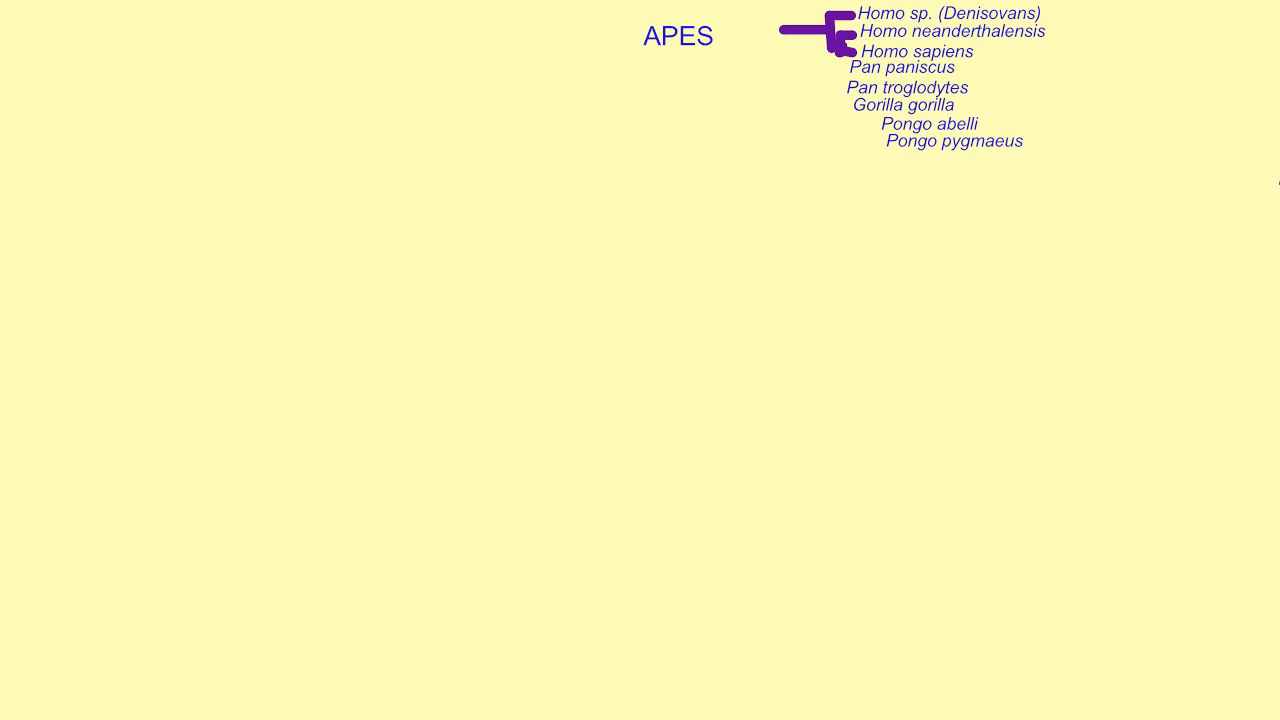 APES
Homo sp. (Denisovans)
Homo neanderthalensis
Homo sapiens
Pan paniscus
Pan troglodytes
Gorilla gorilla
Pongo abelli
Pongo pygmaeus